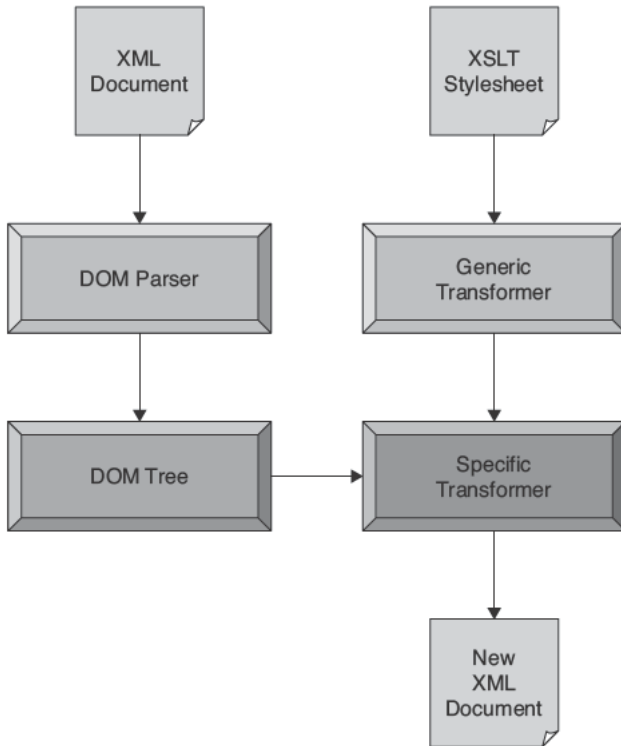 XML
Document
XSLT
Stylesheet
DOM Parser
Generic
Transformer
DOM Tree
Specific
Transformer
New
XML
Document